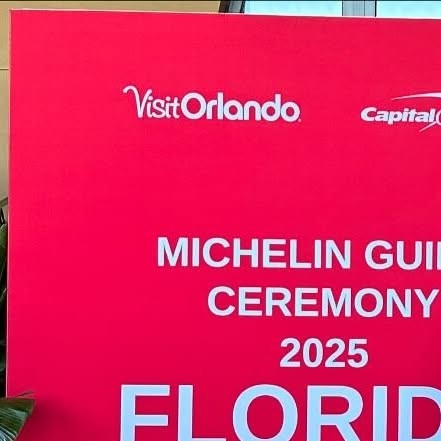 VisitOrlando. Capital
MICHELIN GUI
CEREMONY
2025
FLORID